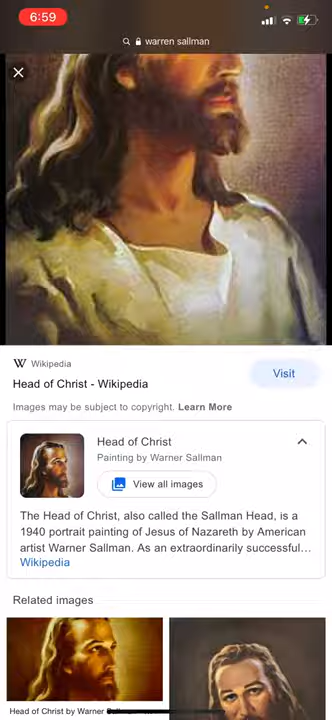 6:59
warren sallman
W Wikipedia
Visit
Head of Christ - Wikipedia
Images may be subject to copyright. Learn More
Head of Christ
Painting by Warner Sallman
View all images
The Head of Christ, also called the Sallman Head, is a
1940 portrait painting of Jesus of Nazareth by American
artist Warner Sallman. As an extraordinarily successful...
Wikipedia
Related images
Head of Christ by Warner